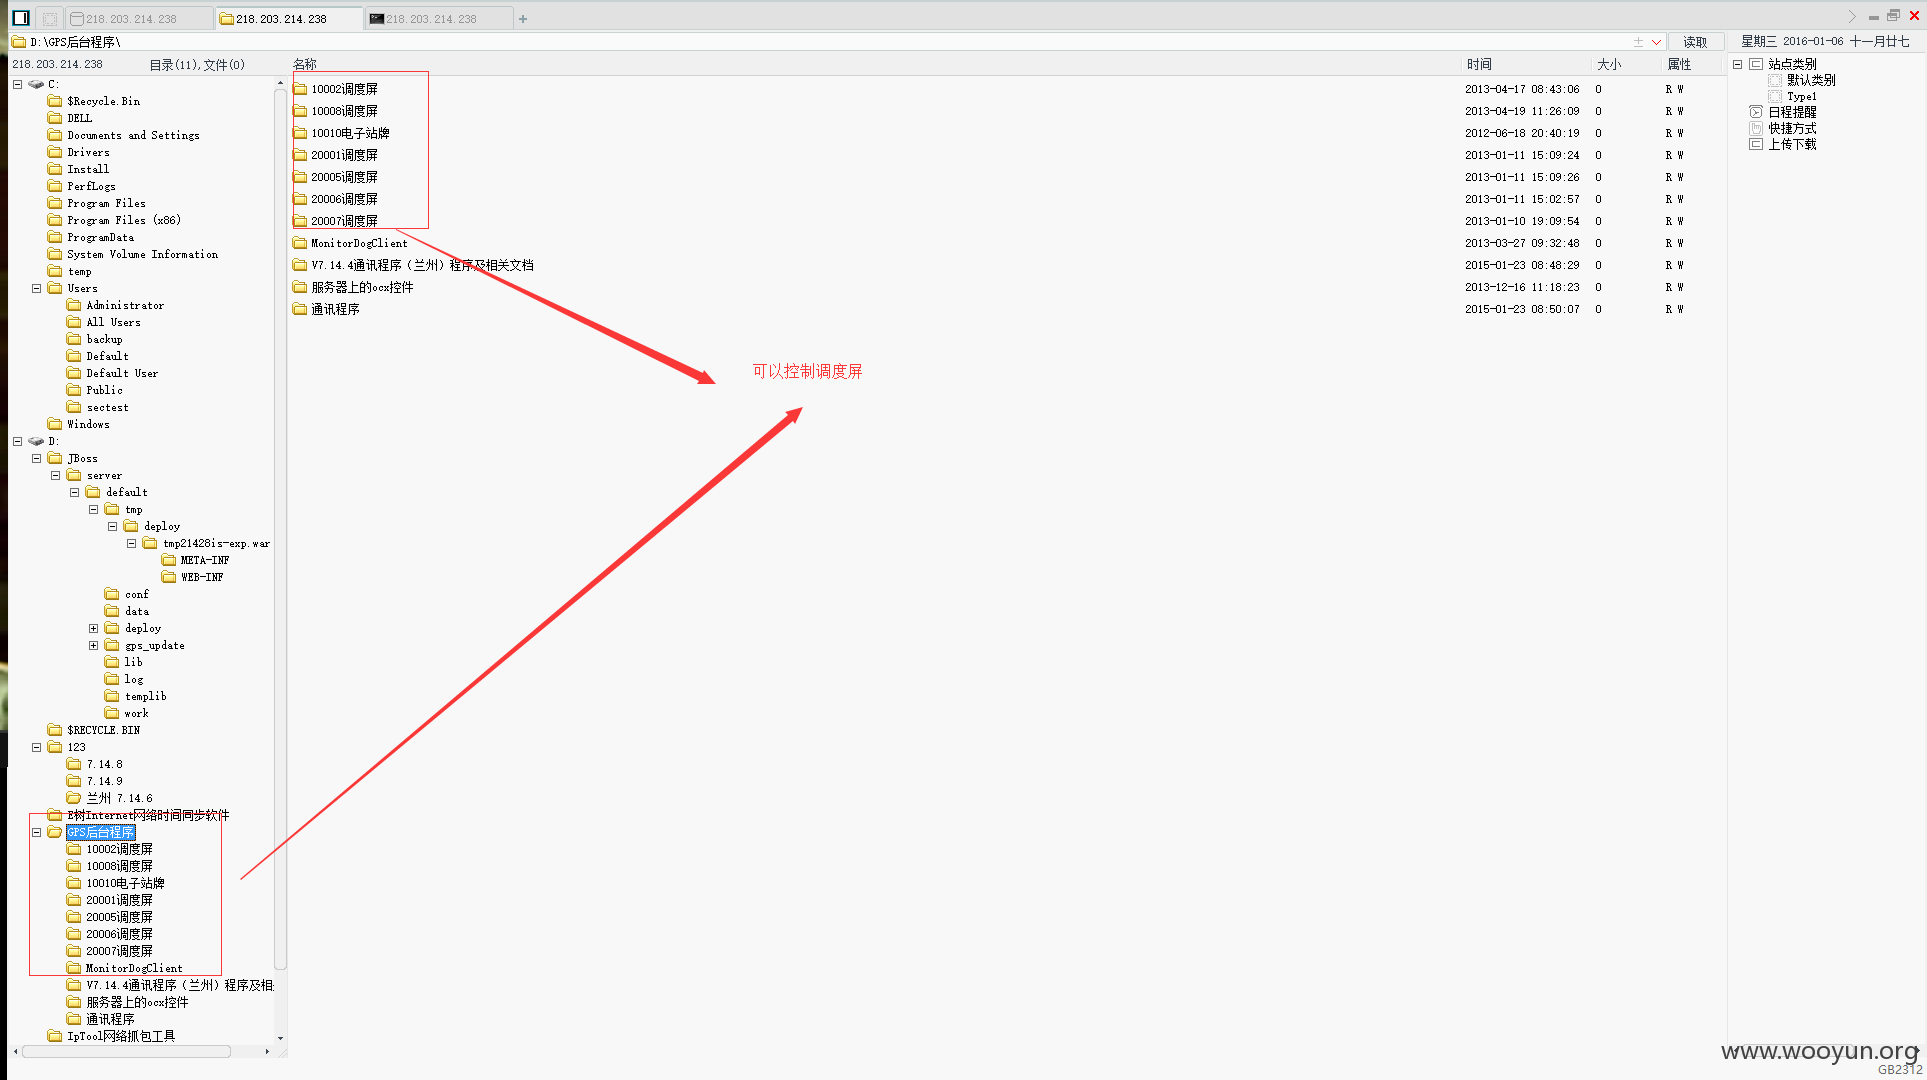 218.203.214.238
218.203.214.238
218.203.214.238
D:\GPS后台程序\
读取
星期三 2016-01-06 十一月廿七
218.203.214.238
目录(11),文件(0)
名称
时间
大小
属性
C:
$Recycle.Bin
DELL
Documents and Settings
Drivers
Install
PerfLogs
Program Files
Program Files (x86)
ProgramData
System Volume Information
temp
Users
Administrator
All Users
backup
Default
Default User
Public
sectest
Windows
D:
JBoss
server
default
tmp
deploy
tmp21428is-exp.war
META-INF
WEB-INF
conf
data
deploy
gps_update
lib
log
templib
work
$RECYCLE.BIN
123
7.14.8
7.14.9
兰州 7.14.6
E树Internet网络时间同步软件
GPS后台程序
10002调度屏
10008调度屏
10010电子站牌
20001调度屏
20005调度屏
20006调度屏
20007调度屏
MonitorDogClient
V7.14.4通讯程序（兰州）程序及相
服务器上的ocx控件
通讯程序
IpTool网络抓包工具
10002调度屏 2013-04-17 08:43:06 0 R W
10008调度屏 2013-04-19 11:26:09 0 R W
10010电子站牌 2012-06-18 20:40:19 0 R W
20001调度屏 2013-01-11 15:09:24 0 R W
20005调度屏 2013-01-11 15:09:26 0 R W
20006调度屏 2013-01-11 15:02:57 0 R W
20007调度屏 2013-01-10 19:09:54 0 R W
MonitorDogClient 2013-03-27 09:32:48 0 R W
V7.14.4通讯程序（兰州）程序及相关文档 2015-01-23 08:48:29 0 R W
服务器上的ocx控件 2013-12-16 11:18:23 0 R W
通讯程序 2015-01-23 08:50:07 0 R W
可以控制调度屏
站点类别
默认类别
Type1
日程提醒
快捷方式
上传下载
www.wooyun.org
GB2312